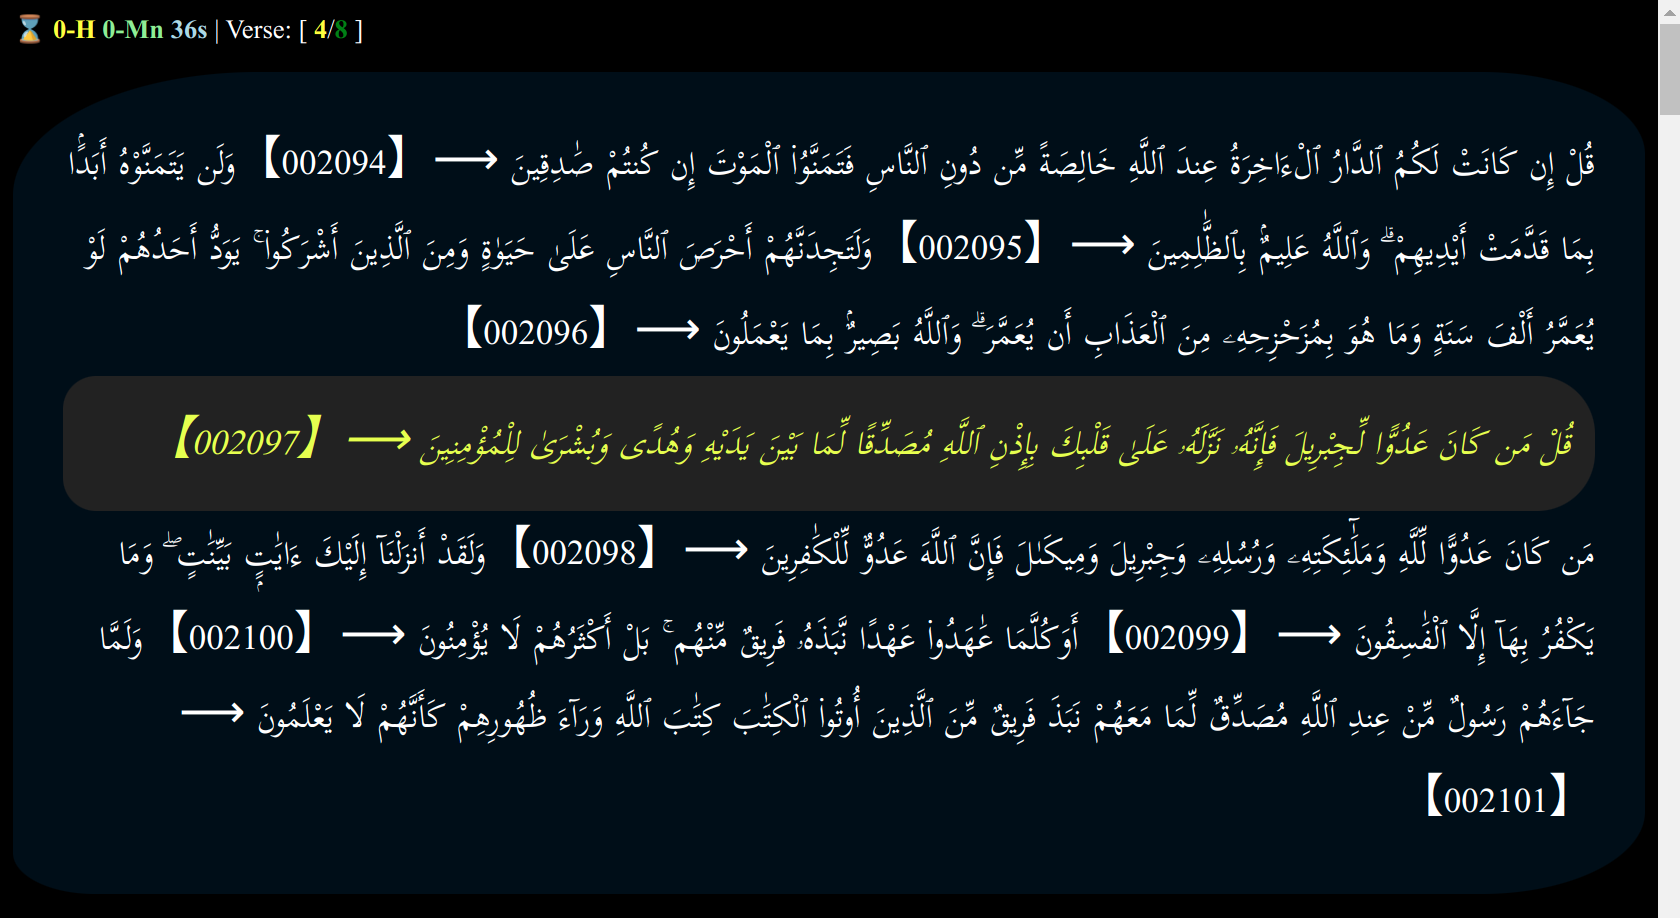 ⌛ 0-H 0-Mn 36s | Verse: [ 4/8 ]
قُلْ إِن كَانَتْ لَكُمُ ٱلدَّارُ ٱلْءَاخِرَةُ عِندَ ٱللَّهِ خَالِصَةً مِّن دُونِ ٱلنَّاسِ فَتَمَنَّوُا۟ ٱلْمَوْتَ إِن كُنتُمْ صَٰدِقِينَ ⟶ 【002094】 وَلَن يَتَمَنَّوْهُ أَبَدًۢا
بِمَا قَدَّمَتْ أَيْدِيهِمْ ۗ وَٱللَّهُ عَلِيمٌۢ بِٱلظَّٰلِمِينَ ⟶ 【002095】 وَلَتَجِدَنَّهُمْ أَحْرَصَ ٱلنَّاسِ عَلَىٰ حَيَوٰةٍ وَمِنَ ٱلَّذِينَ أَشْرَكُوا۟ ۚ يَوَدُّ أَحَدُهُمْ لَوْ
يُعَمَّرُ أَلْفَ سَنَةٍ وَمَا هُوَ بِمُزَحْزِحِهِۦ مِنَ ٱلْعَذَابِ أَن يُعَمَّرَ ۗ وَٱللَّهُ بَصِيرٌۢ بِمَا يَعْمَلُونَ ⟶ 【002096】
قُلْ مَن كَانَ عَدُوًّا لِّجِبْرِيلَ فَإِنَّهُۥ نَزَّلَهُۥ عَلَىٰ قَلْبِكَ بِإِذْنِ ٱللَّهِ مُصَدِّقًا لِّمَا بَيْنَ يَدَيْهِ وَهُدًى وَبُشْرَىٰ لِلْمُؤْمِنِينَ ⟶ 【002097】
مَن كَانَ عَدُوًّا لِّلَّهِ وَمَلَٰٓئِكَتِهِۦ وَرُسُلِهِۦ وَجِبْرِيلَ وَمِيكَىٰلَ فَإِنَّ ٱللَّهَ عَدُوٌّ لِّلْكَٰفِرِينَ ⟶ 【002098】 وَلَقَدْ أَنزَلْنَآ إِلَيْكَ ءَايَٰتٍۭ بَيِّنَٰتٍ ۖ وَمَا
يَكْفُرُ بِهَآ إِلَّا ٱلْفَٰسِقُونَ ⟶ 【002099】 أَوَكُلَّمَا عَٰهَدُوا۟ عَهْدًا نَّبَذَهُۥ فَرِيقٌ مِّنْهُم ۚ بَلْ أَكْثَرُهُمْ لَا يُؤْمِنُونَ ⟶ 【002100】 وَلَمَّا
جَآءَهُمْ رَسُولٌ مِّنْ عِندِ ٱللَّهِ مُصَدِّقٌ لِّمَا مَعَهُمْ نَبَذَ فَرِيقٌ مِّنَ ٱلَّذِينَ أُوتُوا۟ ٱلْكِتَٰبَ كِتَٰبَ ٱللَّهِ وَرَآءَ ظُهُورِهِمْ كَأَنَّهُمْ لَا يَعْلَمُونَ ⟶
【002101】